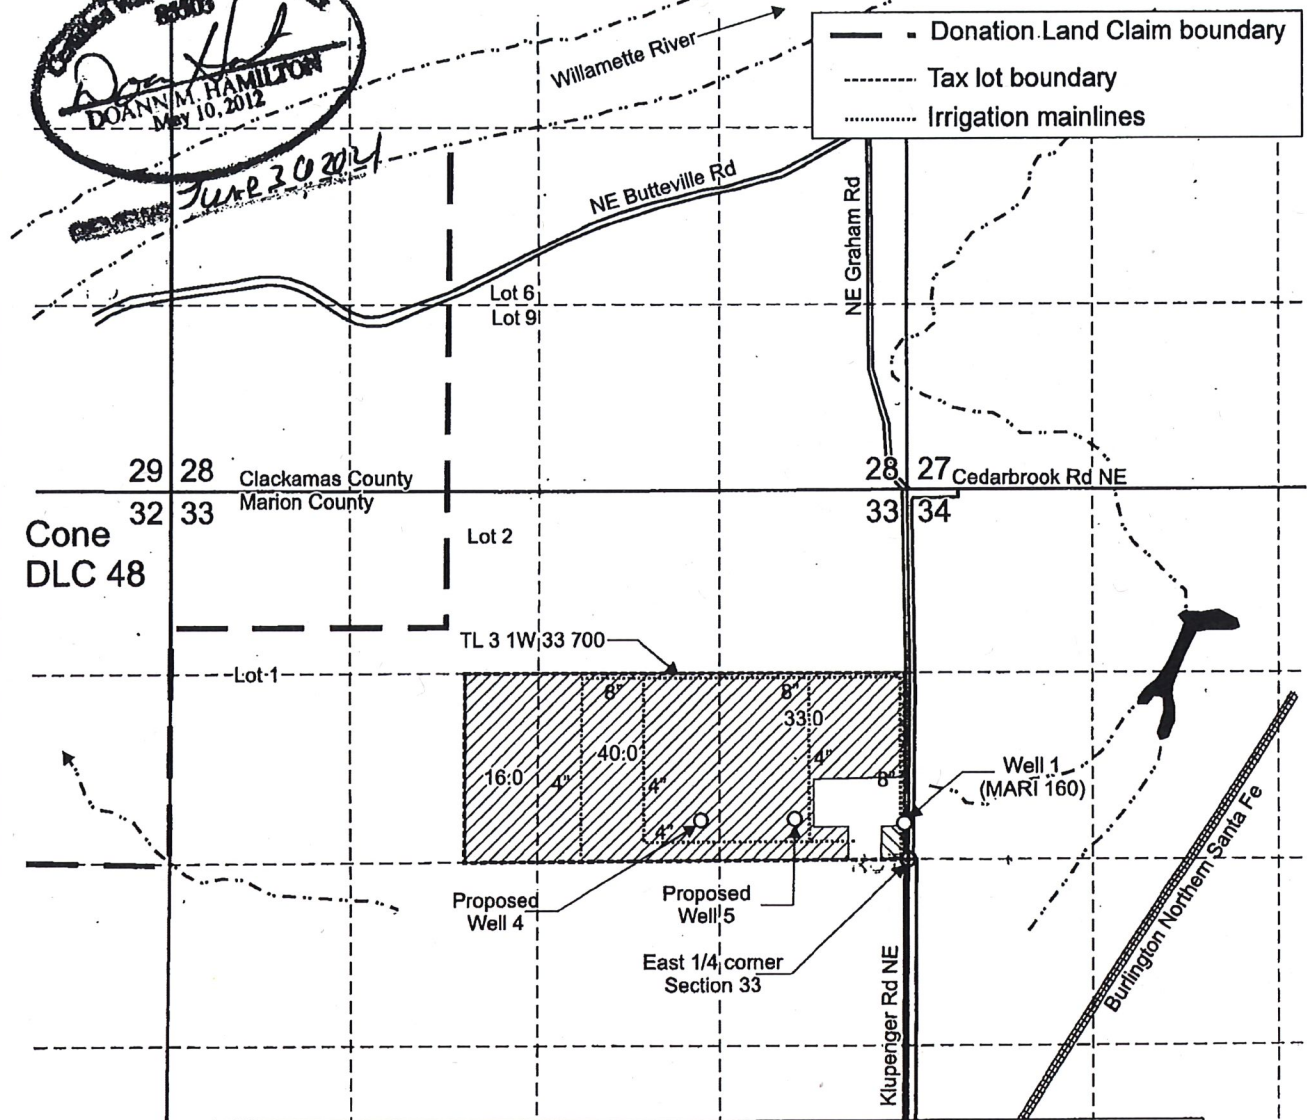 DOANN M. HAMILTON
May 10, 2012
June 30 2021
Willamette River
Donation Land Claim boundary
Tax lot boundary
Irrigation mainlines
NE Butteville Rd
NE Graham Rd
Lot 6
Lot 9
29 28
Clackamas County
Marion County
32 33
28 27
Cedarbrook Rd NE
33 34
Cone
DLC 48
Lot 2
TL 3 1W 33 700
Lot 1
8"
8"
33.0
40.0
4"
16.0
4"
4"
8"
4"
Well 1
(MARI 160)
Proposed
Well 4
Proposed
Well 5
East 1/4 corner
Section 33
Klupenger Rd NE
Burlington Northern Santa Fe